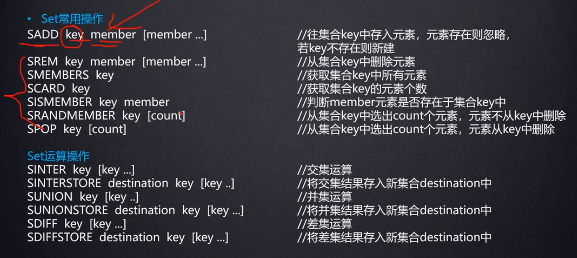 • Set常用操作
SADD key member [member ...] //往集合key中存入元素，元素存在则忽略，
若key不存在则新建
SREM key member [member ...] //从集合key中删除元素
SMEMBERS key //获取集合key中所有元素
SCARD key //获取集合key的元素个数
SISMEMBER key member //判断member元素是否存在于集合key中
SRANDMEMBER key [count] //从集合key中选出count个元素，元素不从key中删除
SPOP key [count] //从集合key中选出count个元素，元素从key中删除
Set运算操作
SINTER key [key ...] //交集运算
SINTERSTORE destination key [key ..] //将交集结果存入新集合destination中
SUNION key [key ..] //并集运算
SUNIONSTORE destination key [key ...] //将并集结果存入新集合destination中
SDIFF key [key ...] //差集运算
SDIFFSTORE destination key [key ...] //将差集结果存入新集合destination中